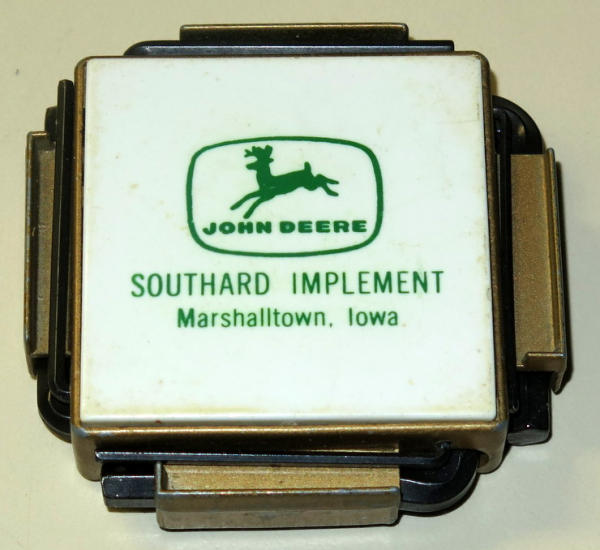 JOHN DEERE
SOUTHARD IMPLEMENT
Marshalltown, Iowa